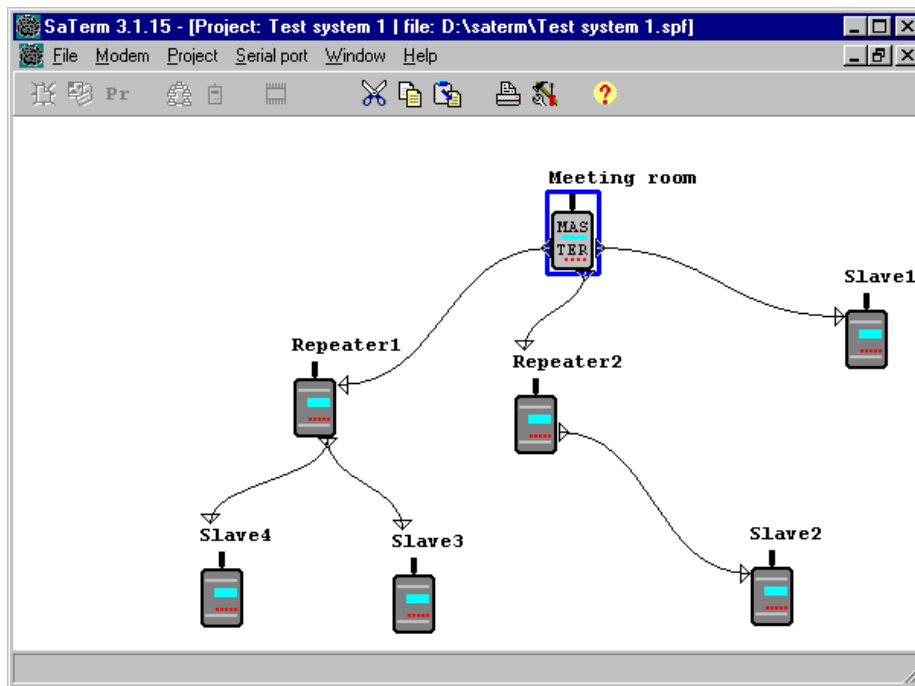 SaTerm 3.1.15 - [Project: Test system 1 | file: D:\saterm\Test system 1.spf]
File Modem Project Serial port Window Help
Pr ?
Meeting room
MAS
TER
Slave1
Repeater1
Repeater2
Slave4
Slave3
Slave2